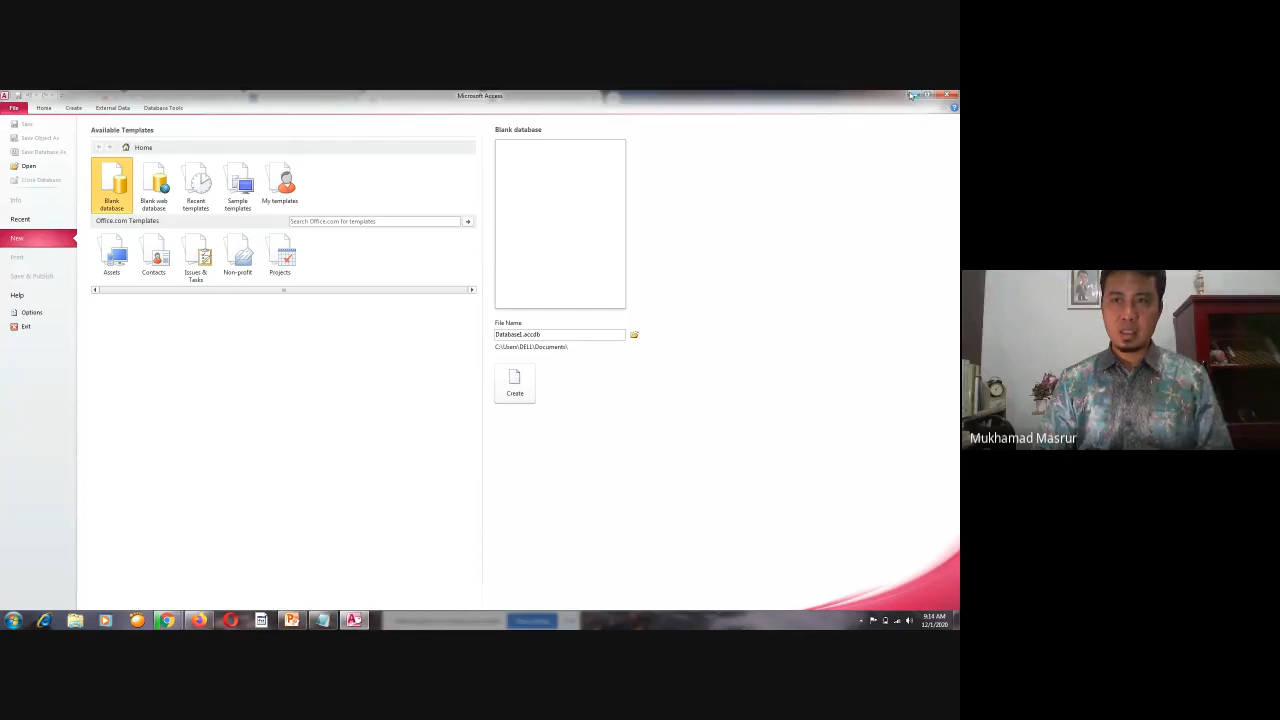 Microsoft Access
File Home Create External Data Database Tools
Save
Save Object As
Save Database As
Open
Close Database
Info
Recent
New
Print
Save & Publish
Help
Options
Exit
Available Templates
Home
Blank database
Blank web database
Recent templates
Sample templates
My templates
Office.com Templates
Search Office.com for templates
Assets
Contacts
Issues & Tasks
Non-profit
Projects
Blank database
File Name
Database1.accdb
C:\Users\DELL\Documents\
Create
9:14 AM
12/1/2020
Mukhamad Masrur